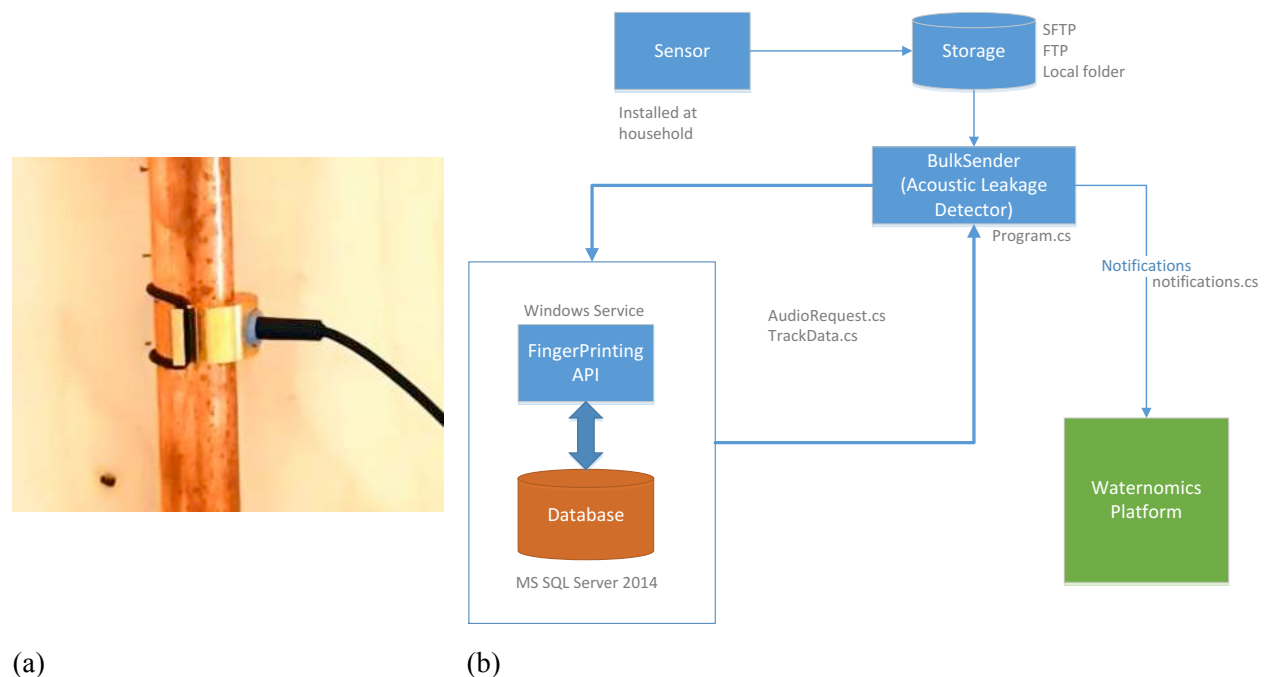 Sensor
Installed at
household
Storage
SFTP
FTP
Local folder
BulkSender
(Acoustic Leakage
Detector)
Program.cs
Notifications
notifications.cs
AudioRequest.cs
TrackData.cs
Windows Service
FingerPrinting
API
Database
MS SQL Server 2014
Waternomics
Platform
(a)
(b)